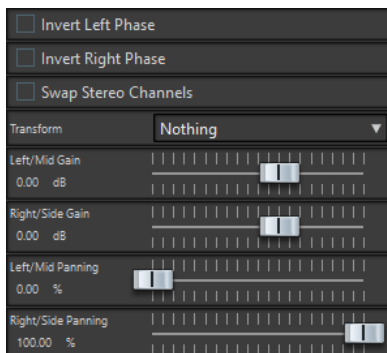 Invert Left Phase
Invert Right Phase
Swap Stereo Channels
Transform Nothing
Left/Mid Gain
0.00 dB
Right/Side Gain
0.00 dB
Left/Mid Panning
0.00 %
Right/Side Panning
100.00 %